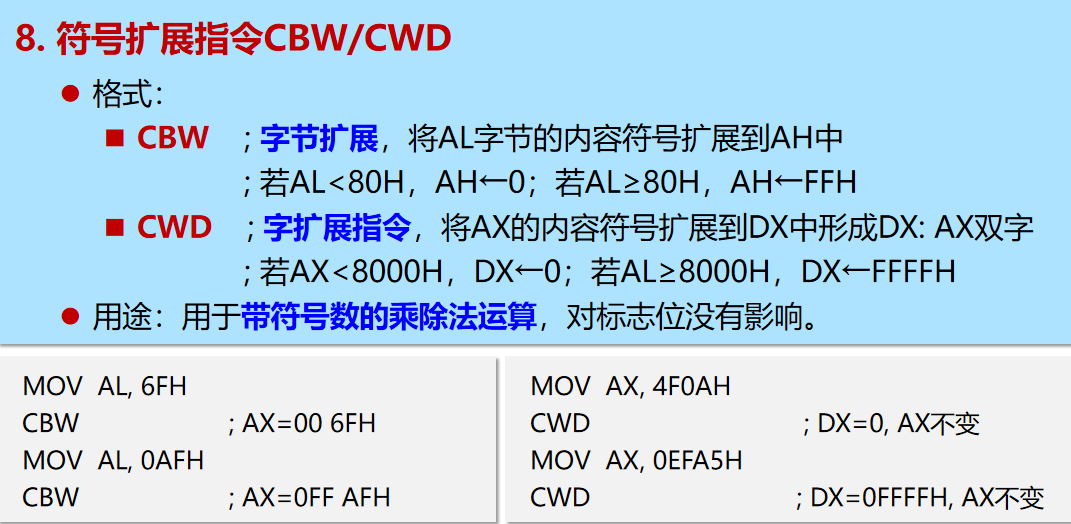 8. 符号扩展指令CBW/CWD
● 格式：
■ CBW ; 字节扩展，将AL字节的内容符号扩展到AH中
; 若AL<80H，AH←0；若AL≥80H，AH←FFH
■ CWD ; 字扩展指令，将AX的内容符号扩展到DX中形成DX: AX双字
; 若AX<8000H，DX←0；若AL≥8000H，DX←FFFFH
● 用途：用于带符号数的乘除法运算，对标志位没有影响。
MOV AL, 6FH
CBW ; AX=00 6FH
MOV AL, 0AFH
CBW ; AX=0FF AFH
MOV AX, 4F0AH
CWD ; DX=0, AX不变
MOV AX, 0EFA5H
CWD ; DX=0FFFFH, AX不变